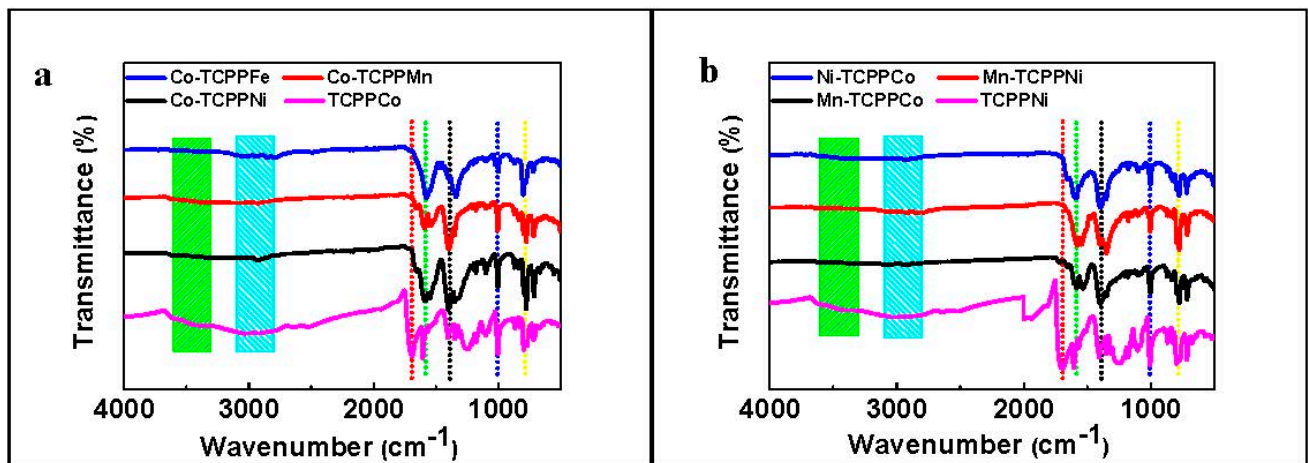 a
Co-TCPPFe Co-TCPPMn
Co-TCPPNi TCPPCo
Transmittance (%)
4000 3000 2000 1000
Wavenumber (cm⁻¹)
b
Ni-TCPPCo Mn-TCPPNi
Mn-TCPPCo TCPPNi
Transmittance (%)
4000 3000 2000 1000
Wavenumber (cm⁻¹)